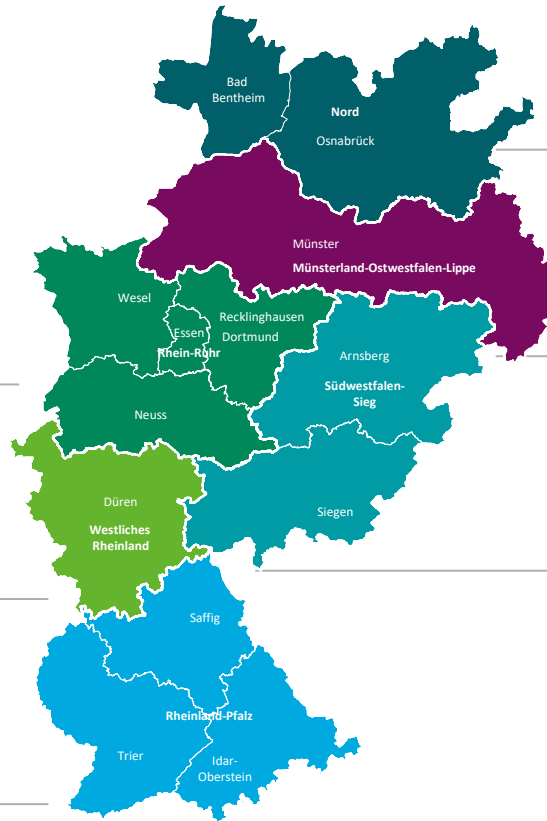 Bad
Bentheim
Nord
Osnabrück
Münster
Münsterland-Ostwestfalen-Lippe
Wesel
Recklinghausen
Essen
Dortmund
Rhein-Ruhr
Arnsberg
Südwestfalen-
Sieg
Neuss
Düren
Westliches
Rheinland
Siegen
Saffig
Rheinland-Pfalz
Trier
Idar-
Oberstein